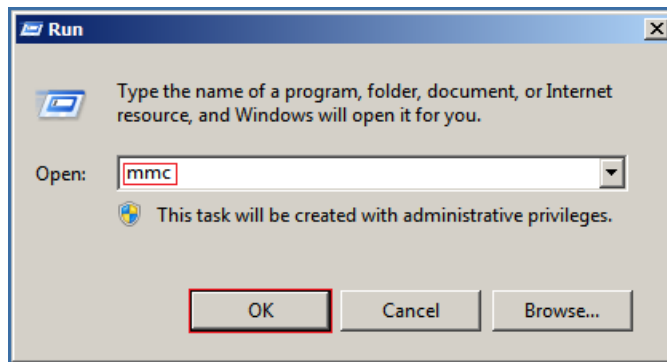 Run
Type the name of a program, folder, document, or Internet
resource, and Windows will open it for you.
Open: mmc
This task will be created with administrative privileges.
OK Cancel Browse...